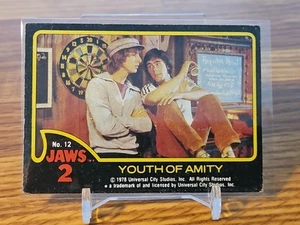 No. 12
JAWS
2
YOUTH OF AMITY
© 1978 Universal City Studios, Inc. All Rights Reserved
a trademark of and licensed by Universal City Studios, Inc.